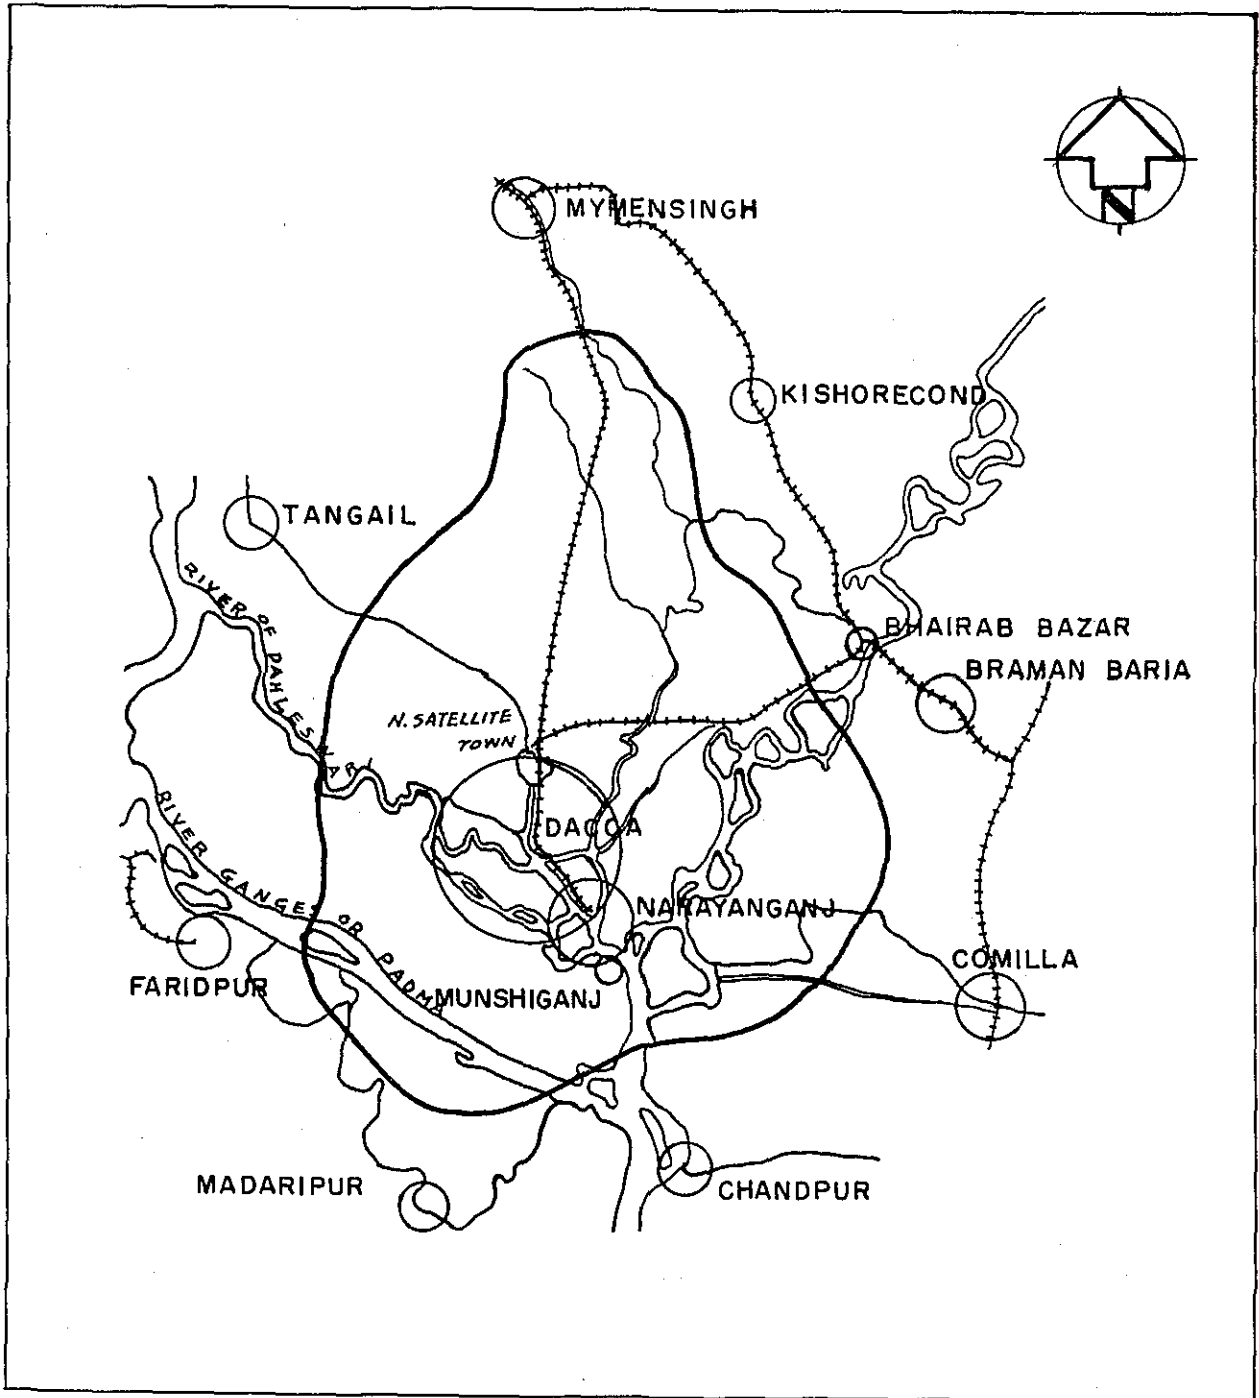 N
MYMENSINGH
KISHORECOND
TANGAIL
RIVER OF DAHLESWARI
BHAIRAB BAZAR
BRAMAN BARIA
N. SATELLITE
TOWN
DACCA
RIVER GANGES OR PADMA
NARAYANGANJ
COMILLA
FARIDPUR
MUNSHIGANJ
MADARIPUR
CHANDPUR